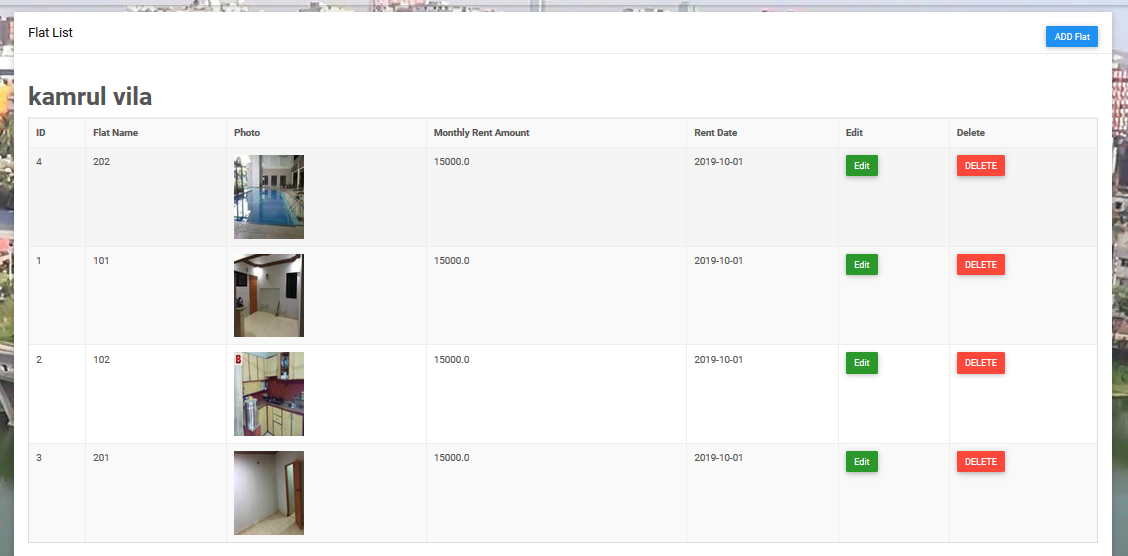 Flat List
ADD Flat
kamrul vila
ID Flat Name Photo Monthly Rent Amount Rent Date Edit Delete
4 202 15000.0 2019-10-01 Edit DELETE
1 101 15000.0 2019-10-01 Edit DELETE
2 102 B 15000.0 2019-10-01 Edit DELETE
3 201 15000.0 2019-10-01 Edit DELETE